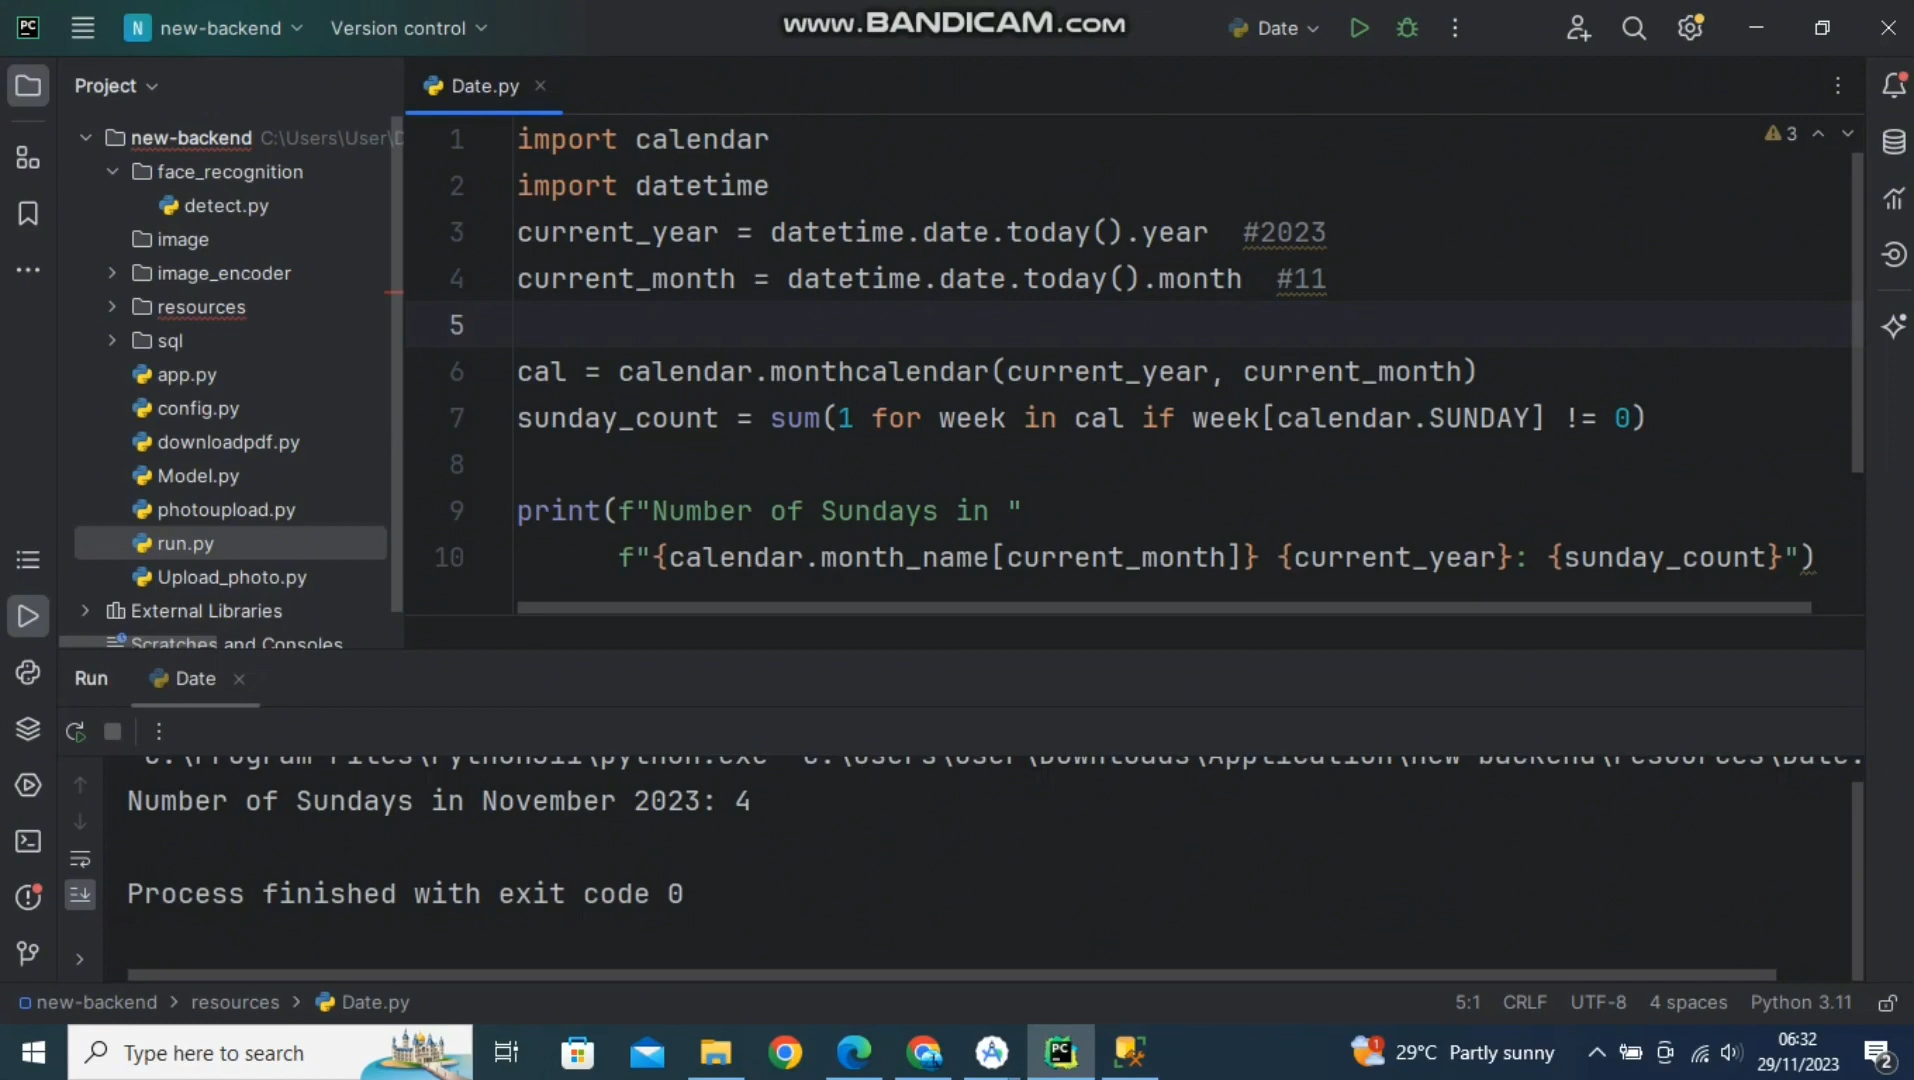 PC
N
new-backend
Version control
www.BANDICAM.com
Date
Project
Date.py
new-backend C:\Users\User\D
face_recognition
detect.py
image
image_encoder
resources
sql
app.py
config.py
downloadpdf.py
Model.py
photoupload.py
run.py
Upload_photo.py
External Libraries
Scratches and Consoles
3
1 import calendar
2 import datetime
3 current_year = datetime.date.today().year  #2023
4 current_month = datetime.date.today().month  #11
5
6 cal = calendar.monthcalendar(current_year, current_month)
7 sunday_count = sum(1 for week in cal if week[calendar.SUNDAY] != 0)
8
9 print(f"Number of Sundays in "
10       f"{calendar.month_name[current_month]} {current_year}: {sunday_count}")
Run
Date
Number of Sundays in November 2023: 4
Process finished with exit code 0
new-backend > resources > Date.py
5:1 CRLF UTF-8 4 spaces Python 3.11
Type here to search
PC
1
29°C Partly sunny
06:32
29/11/2023
2